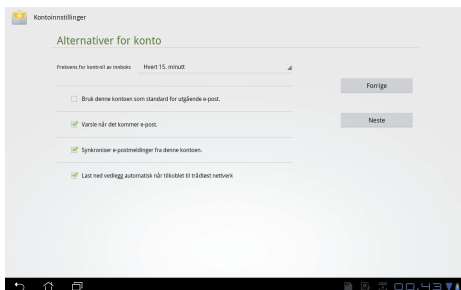 Kontoinnstillinger
Alternativer for konto
Frekvens for kontroll av innboks Hvert 15. minutt
Forrige
Bruk denne kontoen som standard for utgående e-post.
Varsle når det kommer e-post.
Neste
Synkroniser e-postmeldinger fra denne kontoen.
Last ned vedlegg automatisk når tilkoblet til trådløst nettverk
00.43